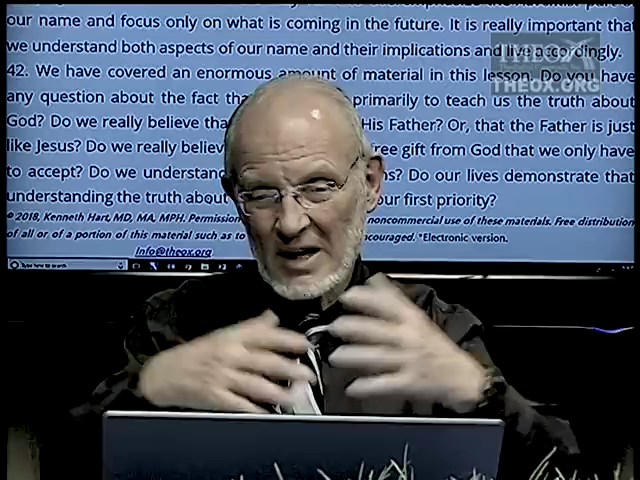 our name and focus only on what is coming in the future. It is really important that
we understand both aspects of our name and their implications and live accordingly.
42. We have covered an enormous amount of material in this lesson. Do you have
any question about the fact primarily to teach us the truth about
God? Do we really believe His Father? Or, that the Father is just
like Jesus? Do we really believ free gift from God that we only have
to accept? Do we understand Do our lives demonstrate that
understanding the truth about our first priority?
© 2018, Kenneth Hart, MD, MA, MPH. Permission noncommercial use of these materials. Free distribution
of all or of a portion of this material such as to couraged. *Electronic version.
info@theox.org
THEOX
THEOX.ORG